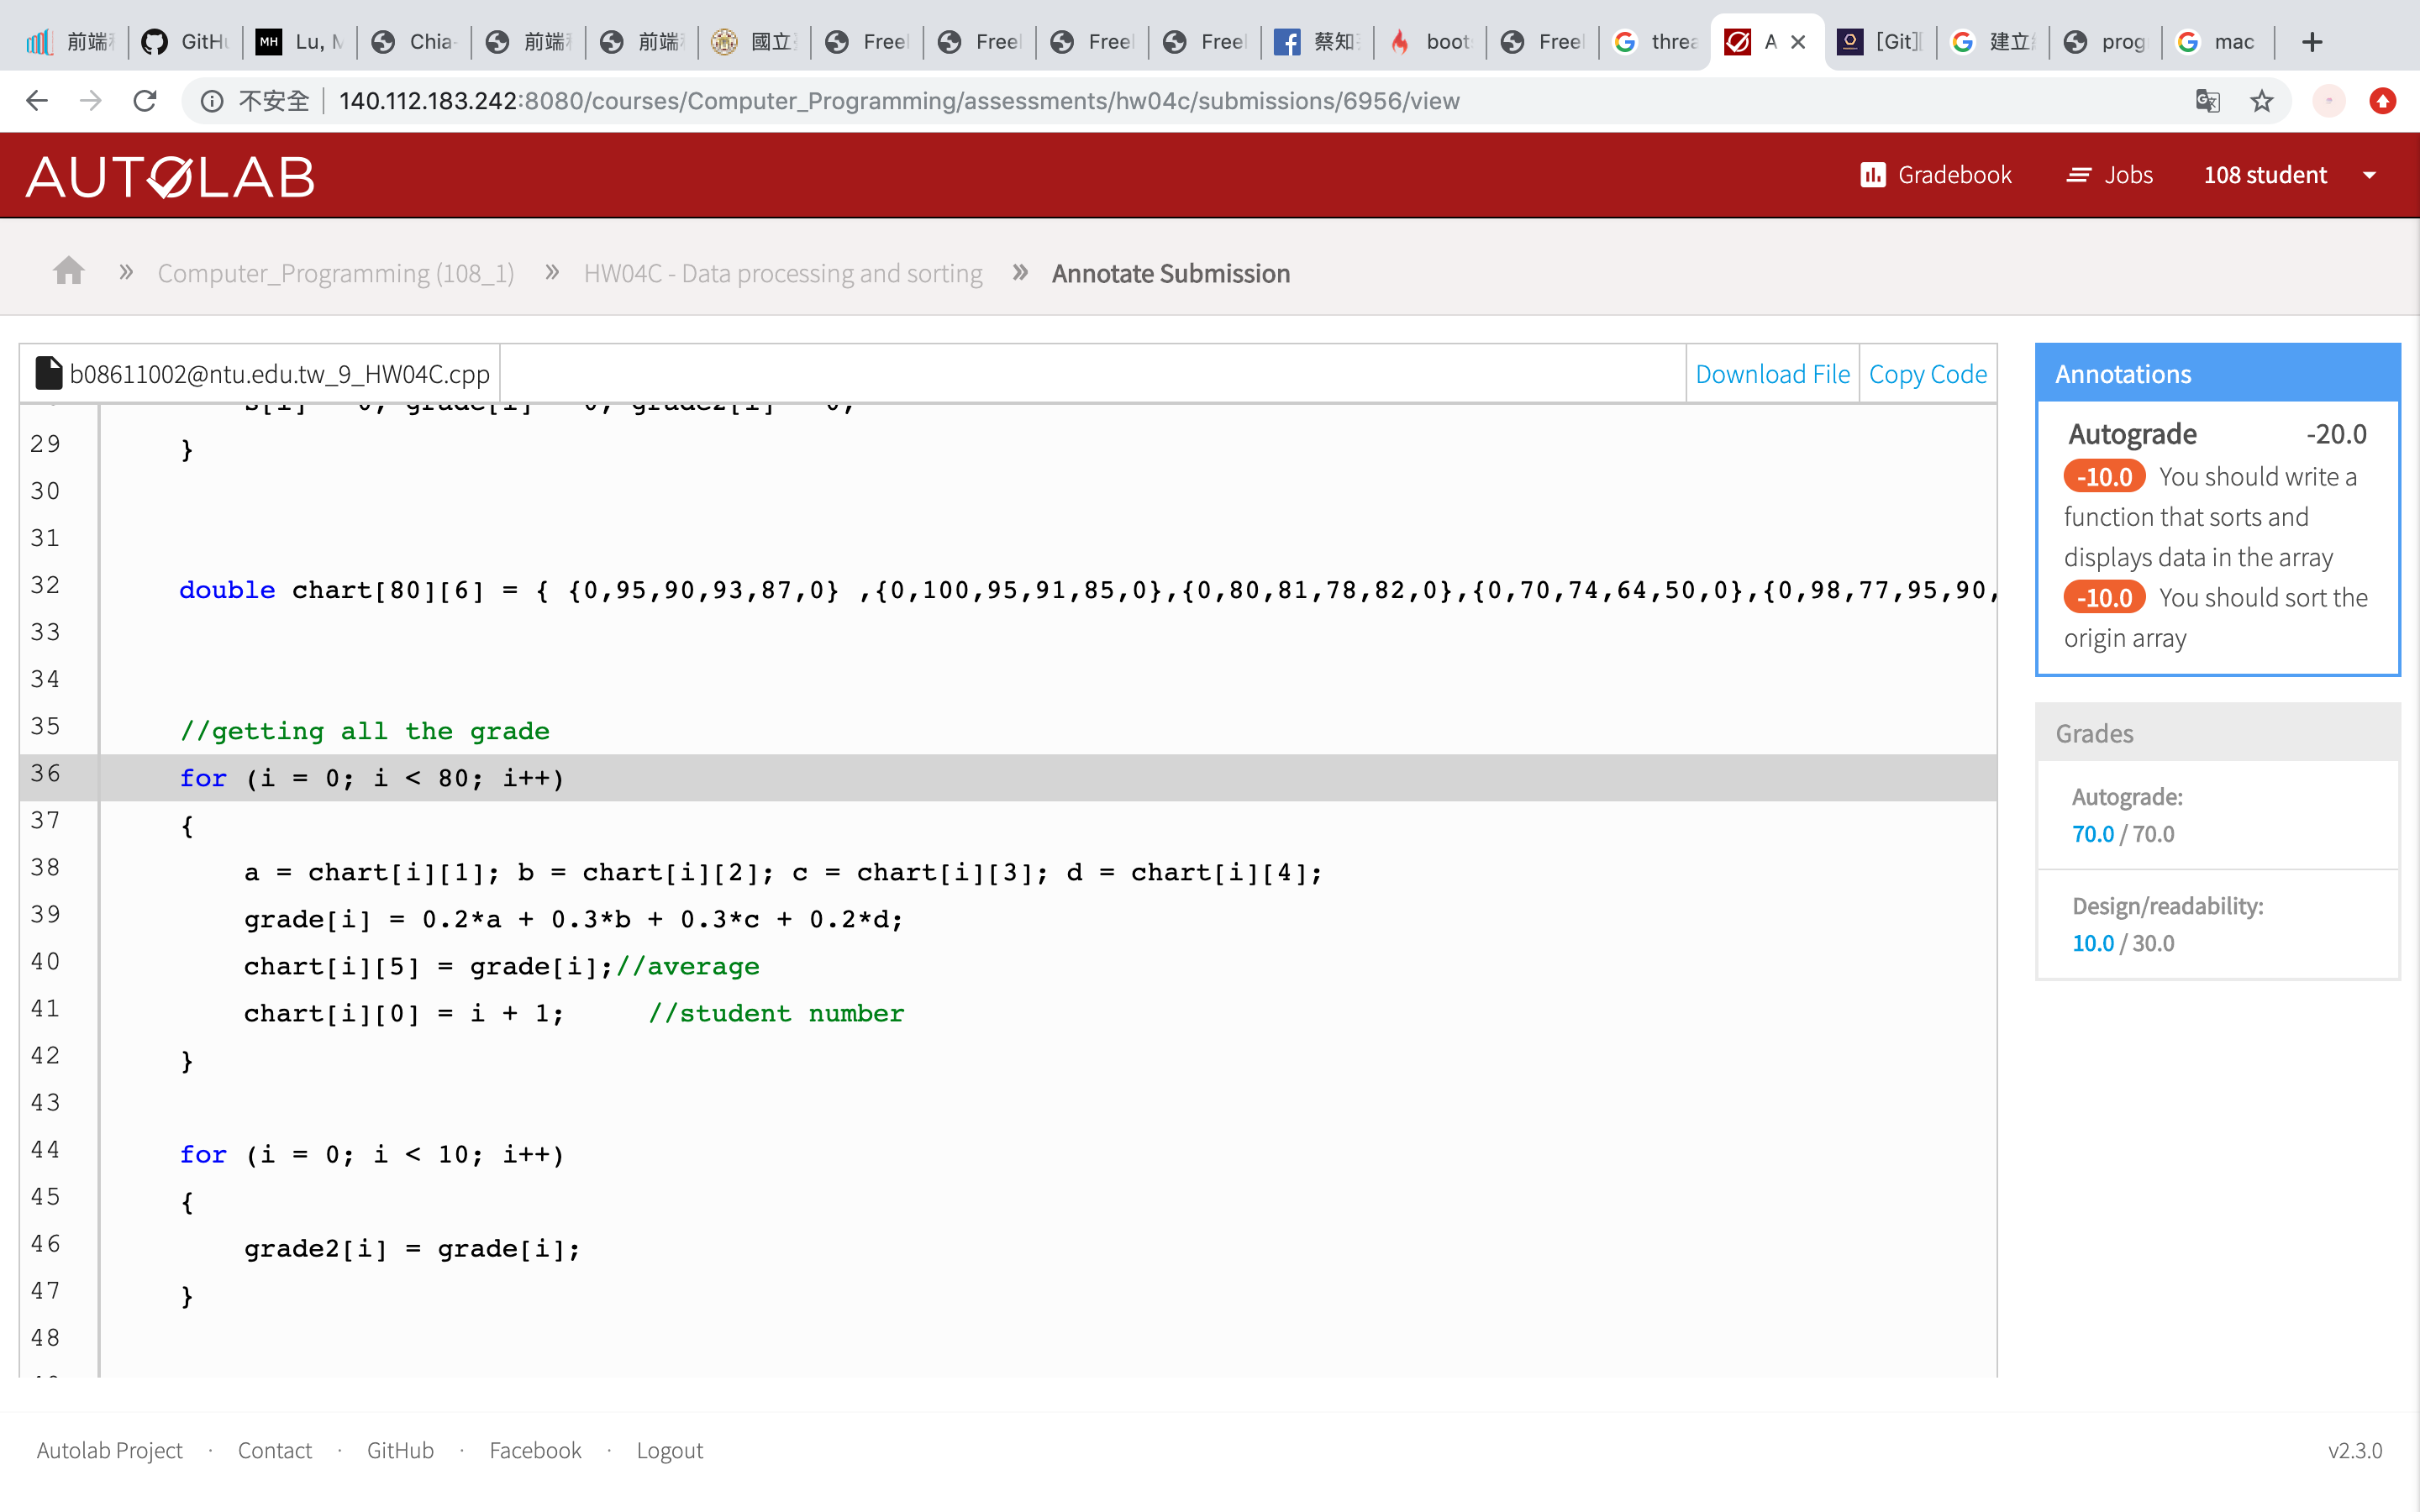 前端
GitHu
MH Lu, M
Chia-
前端
前端
國立
Free
Free
Free
Free
蔡知
boot
Free
threa
A
[Git]
建立
prog
mac
不安全 140.112.183.242:8080/courses/Computer_Programming/assessments/hw04c/submissions/6956/view
AUTOLAB
Gradebook
Jobs
108 student
» Computer_Programming (108_1) » HW04C - Data processing and sorting » Annotate Submission
b08611002@ntu.edu.tw_9_HW04C.cpp
Download File
Copy Code
29 }
30
31
32 double chart[80][6] = { {0,95,90,93,87,0} ,{0,100,95,91,85,0},{0,80,81,78,82,0},{0,70,74,64,50,0},{0,98,77,95,90,
33
34
35 //getting all the grade
36 for (i = 0; i < 80; i++)
37 {
38 a = chart[i][1]; b = chart[i][2]; c = chart[i][3]; d = chart[i][4];
39 grade[i] = 0.2*a + 0.3*b + 0.3*c + 0.2*d;
40 chart[i][5] = grade[i];//average
41 chart[i][0] = i + 1; //student number
42 }
43
44 for (i = 0; i < 10; i++)
45 {
46 grade2[i] = grade[i];
47 }
48
Annotations
Autograde -20.0
-10.0 You should write a
function that sorts and
displays data in the array
-10.0 You should sort the
origin array
Grades
Autograde:
70.0 / 70.0
Design/readability:
10.0 / 30.0
Autolab Project · Contact · GitHub · Facebook · Logout
v2.3.0